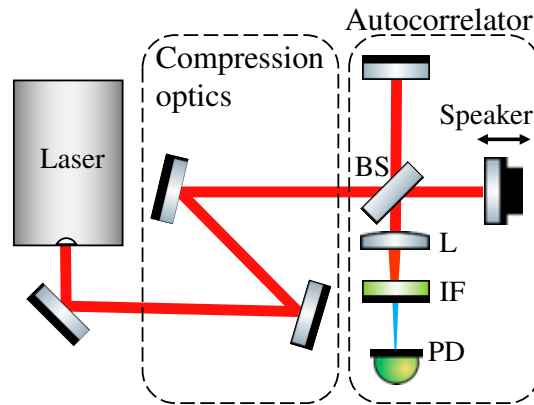 Autocorrelator
Compression
optics
Speaker
Laser
BS
L
IF
PD